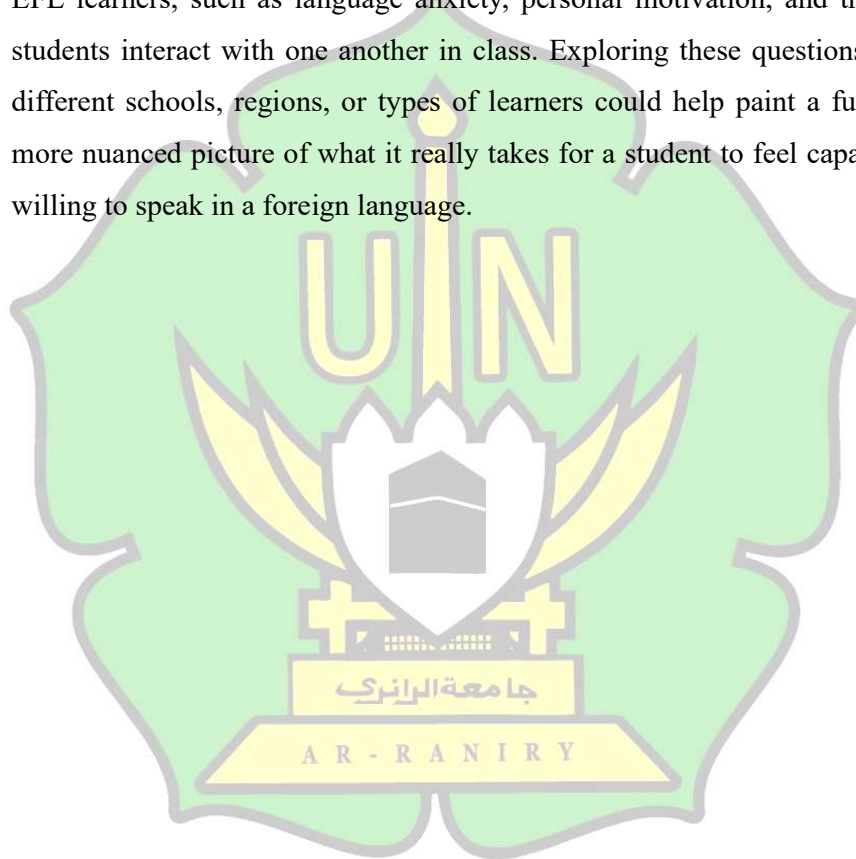 EFL learners, such as language anxiety, personal motivation, and
students interact with one another in class. Exploring these questions
different schools, regions, or types of learners could help paint a
more nuanced picture of what it really takes for a student to feel
willing to speak in a foreign language.
UIN
جامعة الرانري
AR-RANIRY